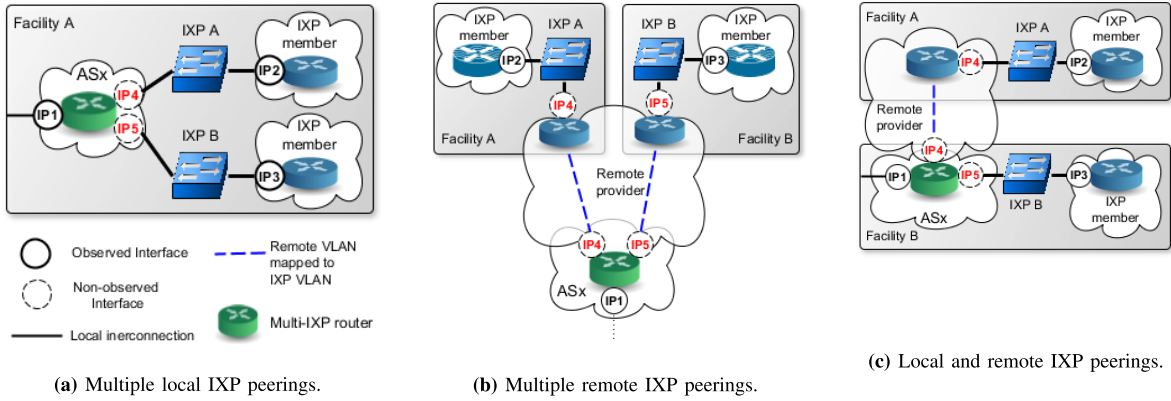 Facility A
IXP A
IXP
member
ASx
IP4
IP2
IP1
IP5
IXP B
IXP
member
IP3
Observed Interface
Non-observed
Interface
Local inerconnection
Remote VLAN
mapped to
IXP VLAN
Multi-IXP router
(a) Multiple local IXP peerings.
IXP
member
IXP A
IP2
IP4
Facility A
IXP B
IXP
member
IP3
IP5
Facility B
Remote
provider
IP4
IP5
ASx
IP1
(b) Multiple remote IXP peerings.
Facility A
IXP A
IXP
member
IP4
IP2
Remote
provider
IP4
IP1
IP5
ASx
IXP B
IP3
IXP
member
Facility B
(c) Local and remote IXP peerings.